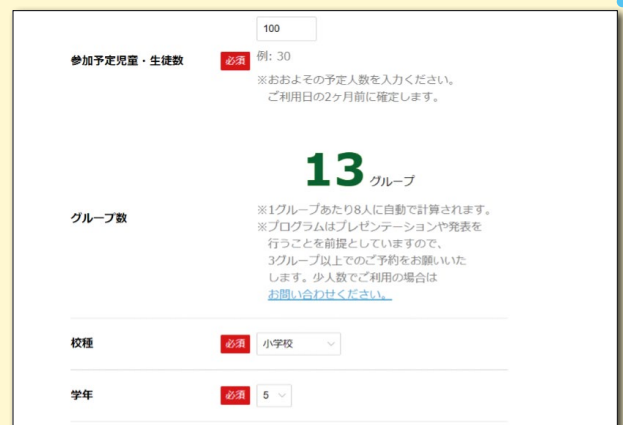 100
参加予定児童・生徒数 必須 例: 30
※おおよその予定人数を入力ください。
ご利用日の2ヶ月前に確定します。
13 グループ
グループ数
※1グループあたり8人に自動で計算されます。
※プログラムはプレゼンテーションや発表を
行うことを前提としていますので、
3グループ以上でのご予約をお願いいた
します。少人数でご利用の場合は
お問い合わせください。
校種 必須 小学校
学年 必須 5